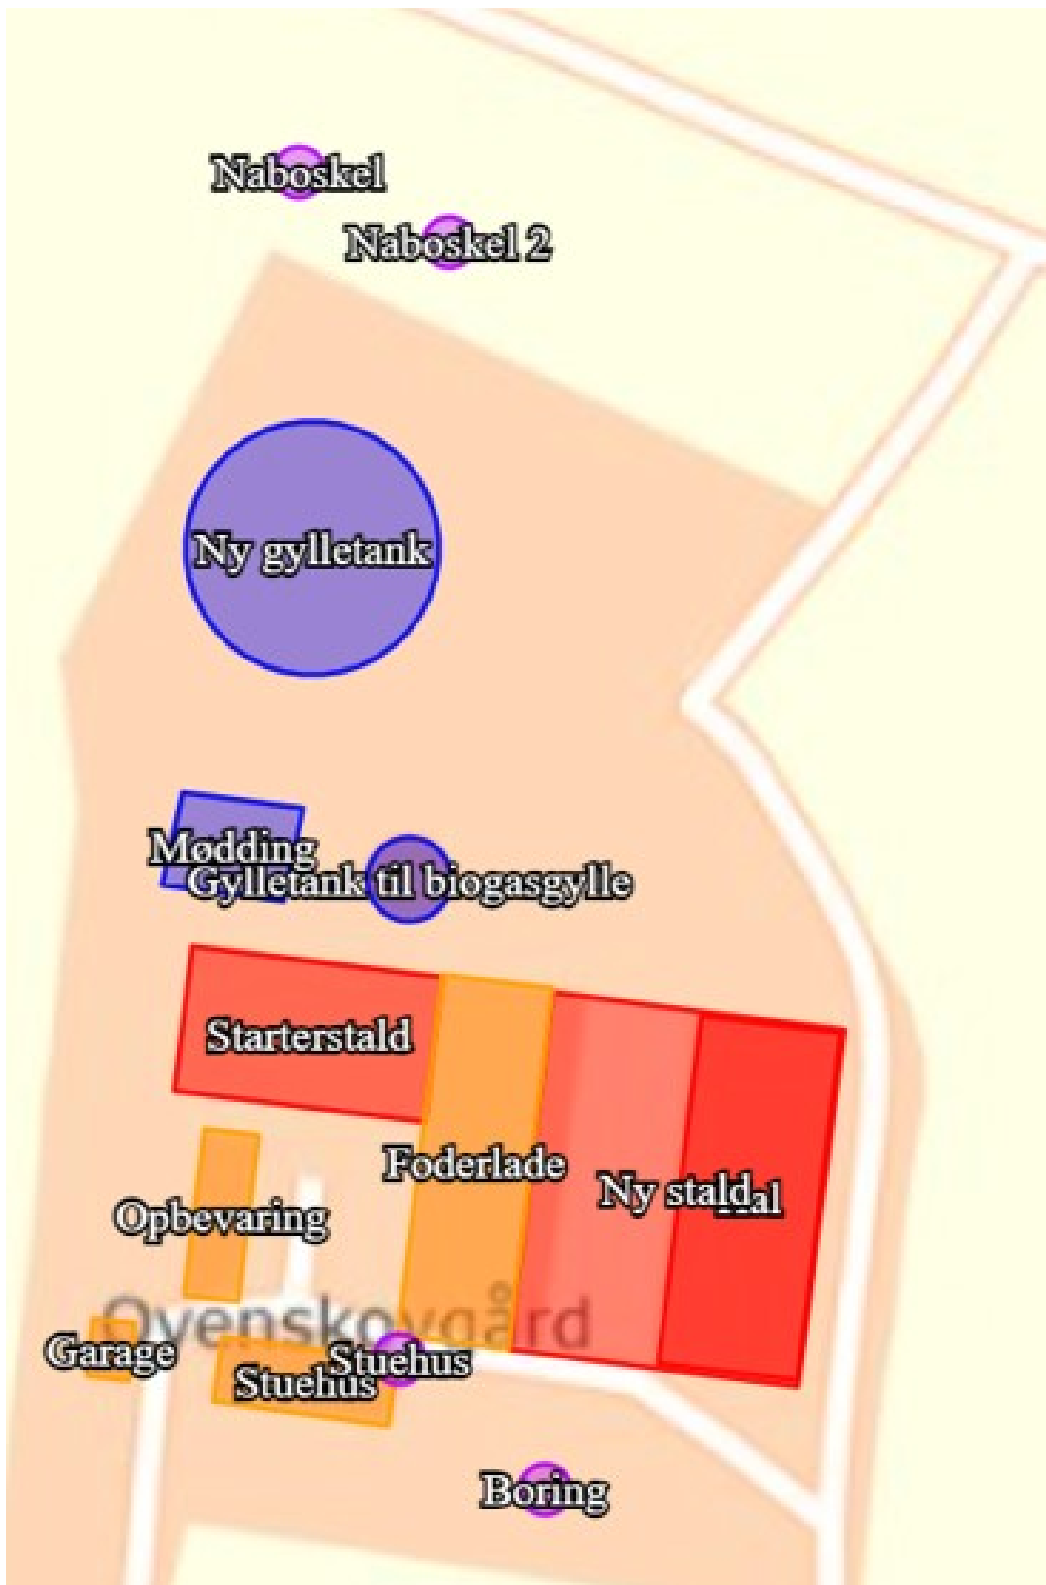 Naboskel
Naboskel 2
Ny gylletank
Mødding
Gylletank til biogasgylle
Starterstald
Foderlade
Ny stald
Opbevaring
Ovenskovgård
Garage
Stuehus
Stuehus
Boring